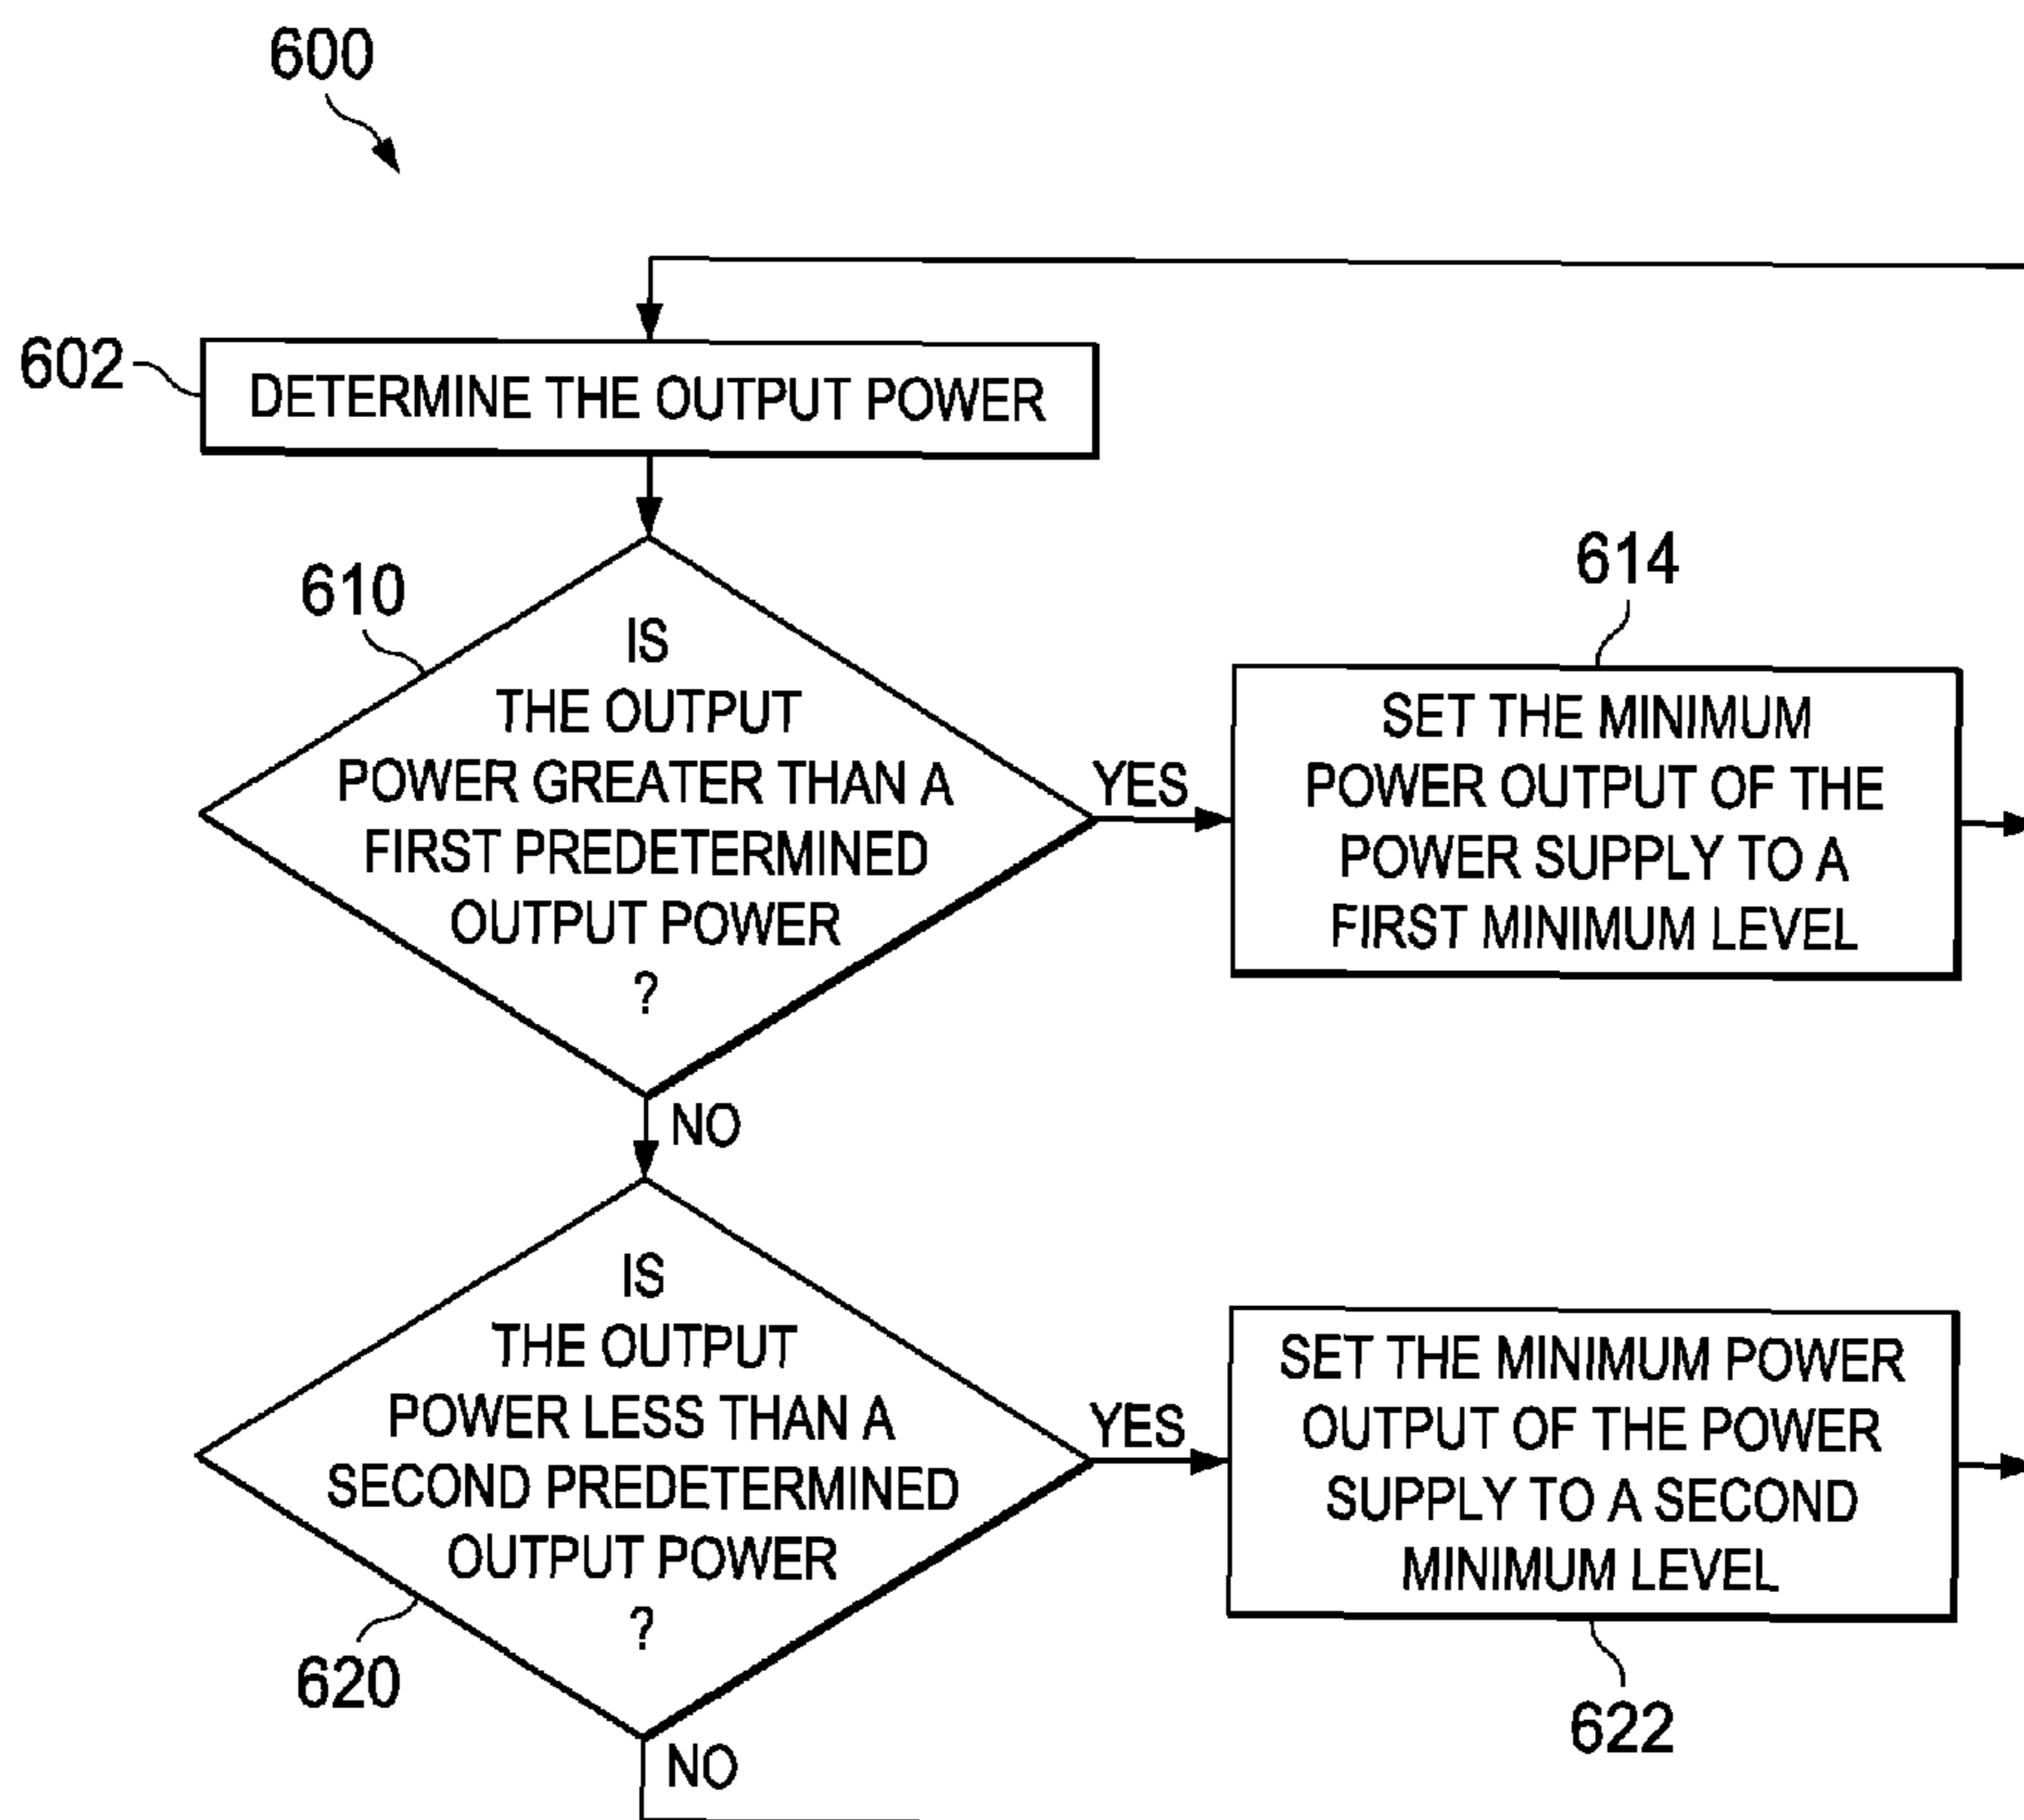 600
602
DETERMINE THE OUTPUT POWER
610
IS
THE OUTPUT
POWER GREATER THAN A
FIRST PREDETERMINED
OUTPUT POWER
?
YES
614
SET THE MINIMUM
POWER OUTPUT OF THE
POWER SUPPLY TO A
FIRST MINIMUM LEVEL
NO
IS
THE OUTPUT
POWER LESS THAN A
SECOND PREDETERMINED
OUTPUT POWER
?
620
YES
SET THE MINIMUM POWER
OUTPUT OF THE POWER
SUPPLY TO A SECOND
MINIMUM LEVEL
622
NO